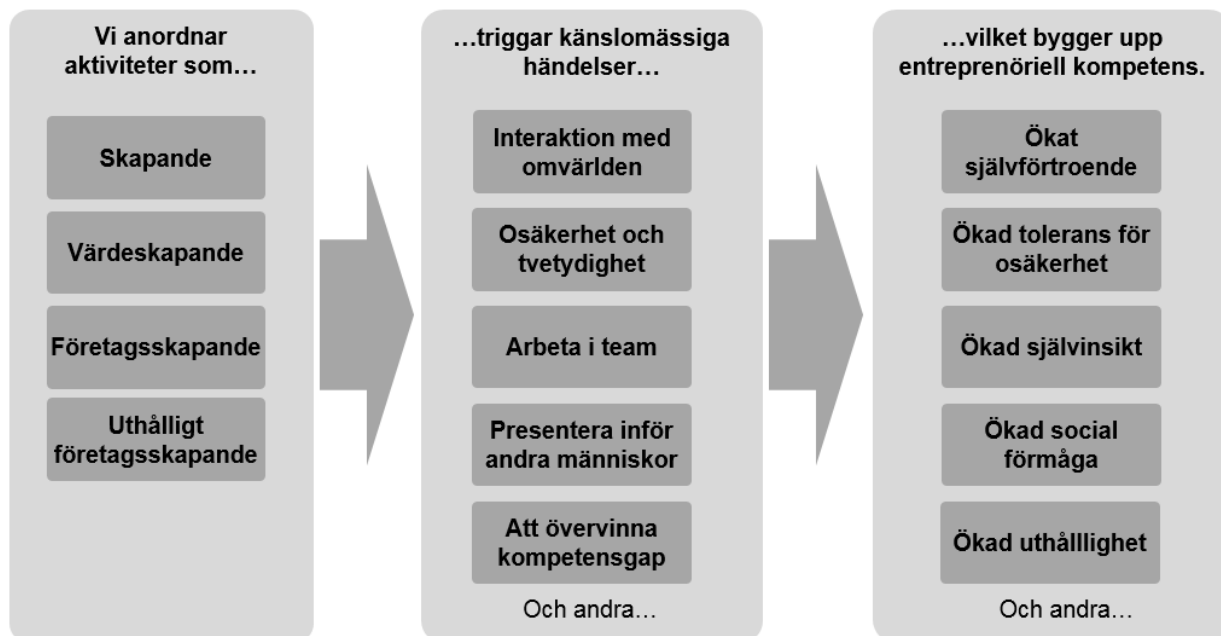 Vi anordnar
aktiviteter som…
Skapande
Värdeskapande
Företagsskapande
Uthålligt
företagsskapande
…triggar känslomässiga
händelser…
Interaktion med
omvärlden
Osäkerhet och
tvetydighet
Arbeta i team
Presentera inför
andra människor
Att övervinna
kompetensgap
Och andra…
…vilket bygger upp
entreprenöriell kompetens.
Ökat
självförtroende
Ökad tolerans för
osäkerhet
Ökad självinsikt
Ökad social
förmåga
Ökad uthålllighet
Och andra…